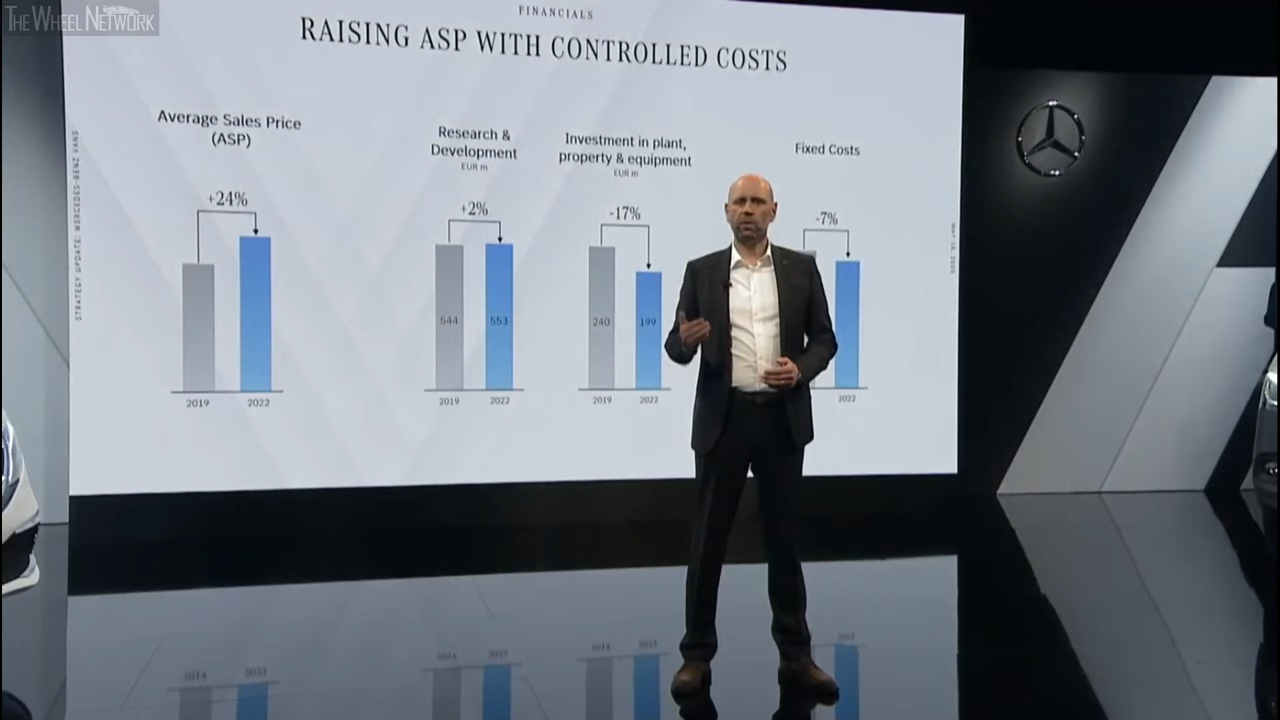 THE WHEEL NETWORK
FINANCIALS
RAISING ASP WITH CONTROLLED COSTS
STRATEGY UPDATE: MERCEDES-BENZ VANS
Average Sales Price
(ASP)
+24%
2019 2022
Research &
Development
EUR m
+2%
544 553
2019 2022
Investment in plant,
property & equipment
EUR m
-17%
240 199
2019 2022
Fixed Costs
-7%
2022